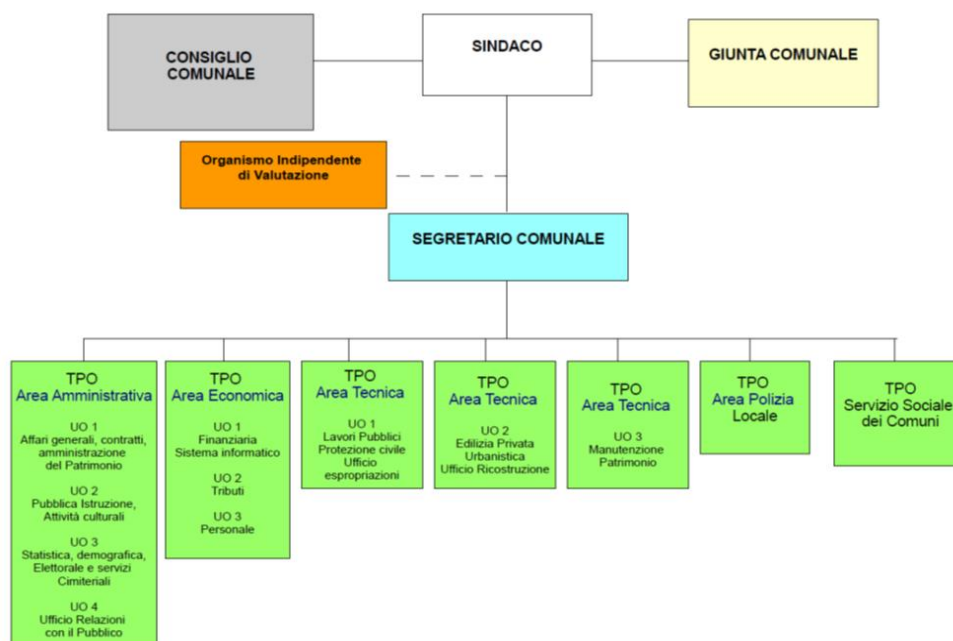 CONSIGLIO
COMUNALE
SINDACO
GIUNTA COMUNALE
Organismo Indipendente
di Valutazione
SEGRETARIO COMUNALE
TPO
Area Amministrativa
UO 1
Affari generali, contratti,
amministrazione
del Patrimonio
UO 2
Pubblica Istruzione,
Attività culturali
UO 3
Statistica, demografica,
Elettorale e servizi
Cimiteriali
UO 4
Ufficio Relazioni
con il Pubblico
TPO
Area Economica
UO 1
Finanziaria
Sistema informatico
UO 2
Tributi
UO 3
Personale
TPO
Area Tecnica
UO 1
Lavori Pubblici
Protezione civile
Ufficio
espropriazioni
TPO
Area Tecnica
UO 2
Edilizia Privata
Urbanistica
Ufficio Ricostruzione
TPO
Area Tecnica
UO 3
Manutenzione
Patrimonio
TPO
Area Polizia
Locale
TPO
Servizio Sociale
dei Comuni